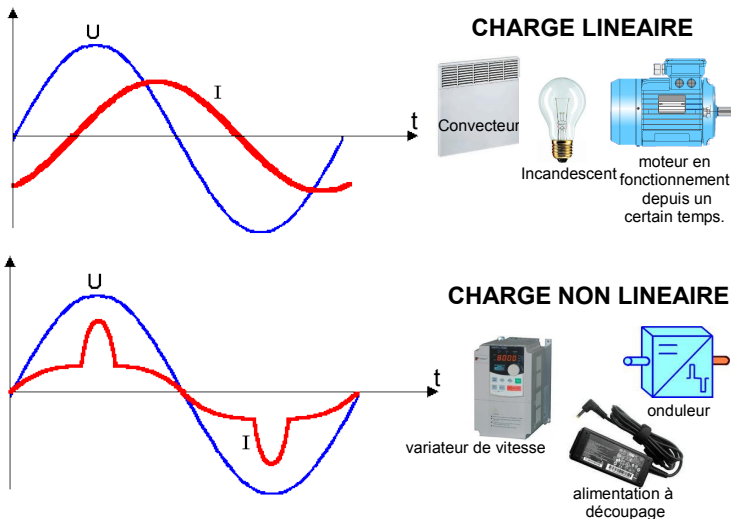 CHARGE LINEAIRE
U
I
t
Convecteur
Incandescent
moteur en
fonctionnement
depuis un
certain temps.
CHARGE NON LINEAIRE
U
t
I
8000
variateur de vitesse
onduleur
alimentation à
découpage